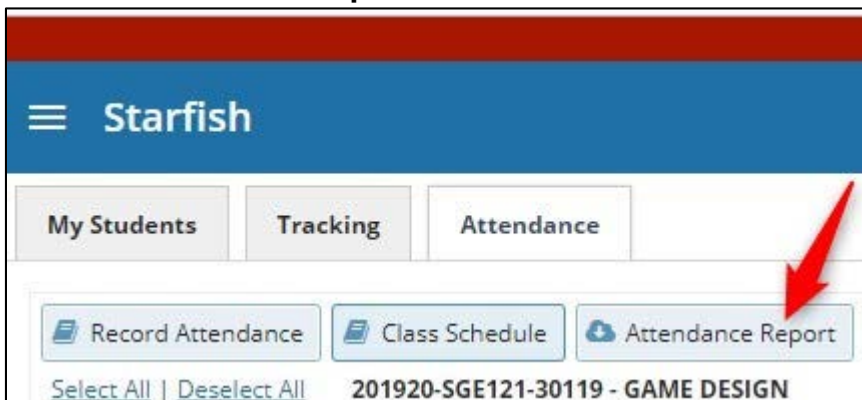 Starfish
My Students Tracking Attendance
Record Attendance Class Schedule Attendance Report
Select All | Deselect All 201920-SGE121-30119 - GAME DESIGN